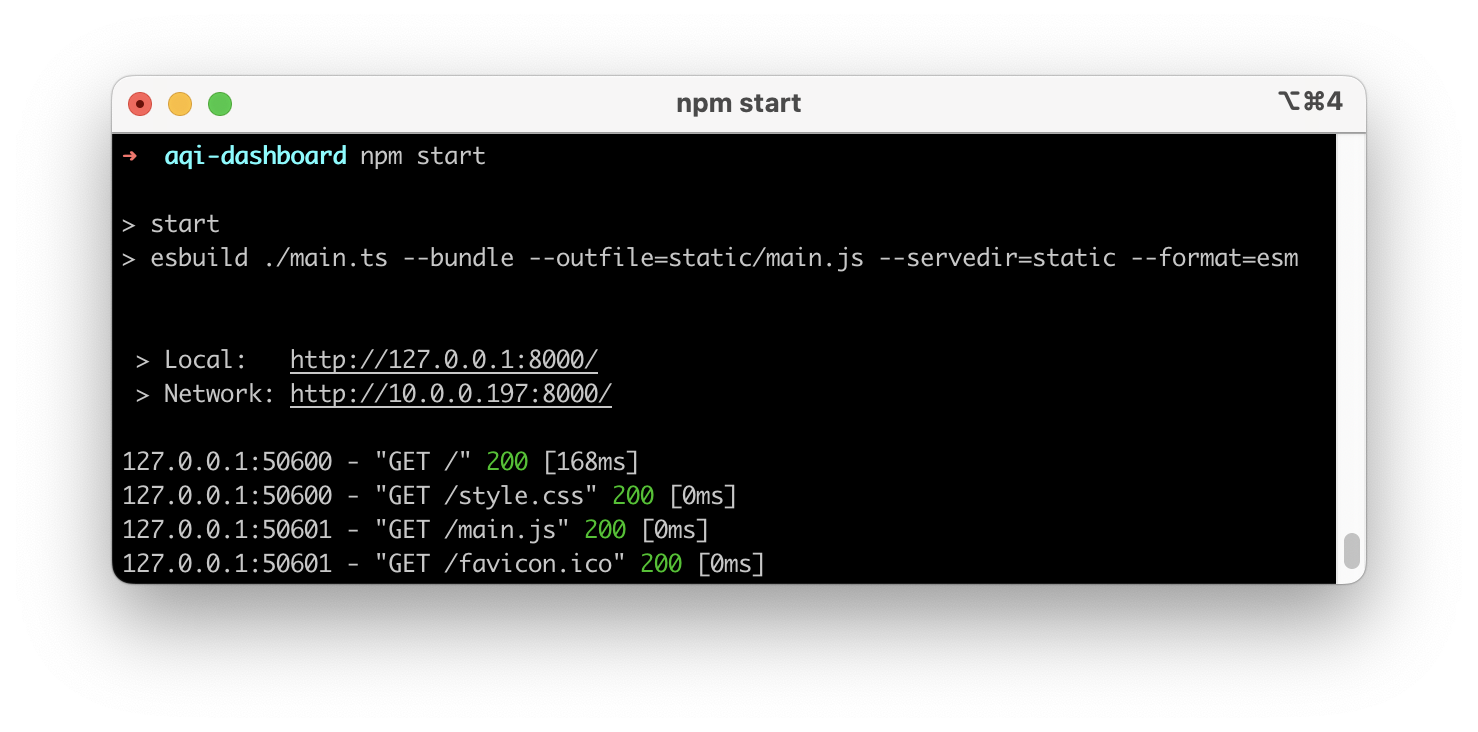 npm start ⌥⌘4
➜ aqi-dashboard npm start
> start
> esbuild ./main.ts --bundle --outfile=static/main.js --servedir=static --format=esm
> Local: http://127.0.0.1:8000/
> Network: http://10.0.0.197:8000/
127.0.0.1:50600 - "GET /" 200 [168ms]
127.0.0.1:50600 - "GET /style.css" 200 [0ms]
127.0.0.1:50601 - "GET /main.js" 200 [0ms]
127.0.0.1:50601 - "GET /favicon.ico" 200 [0ms]